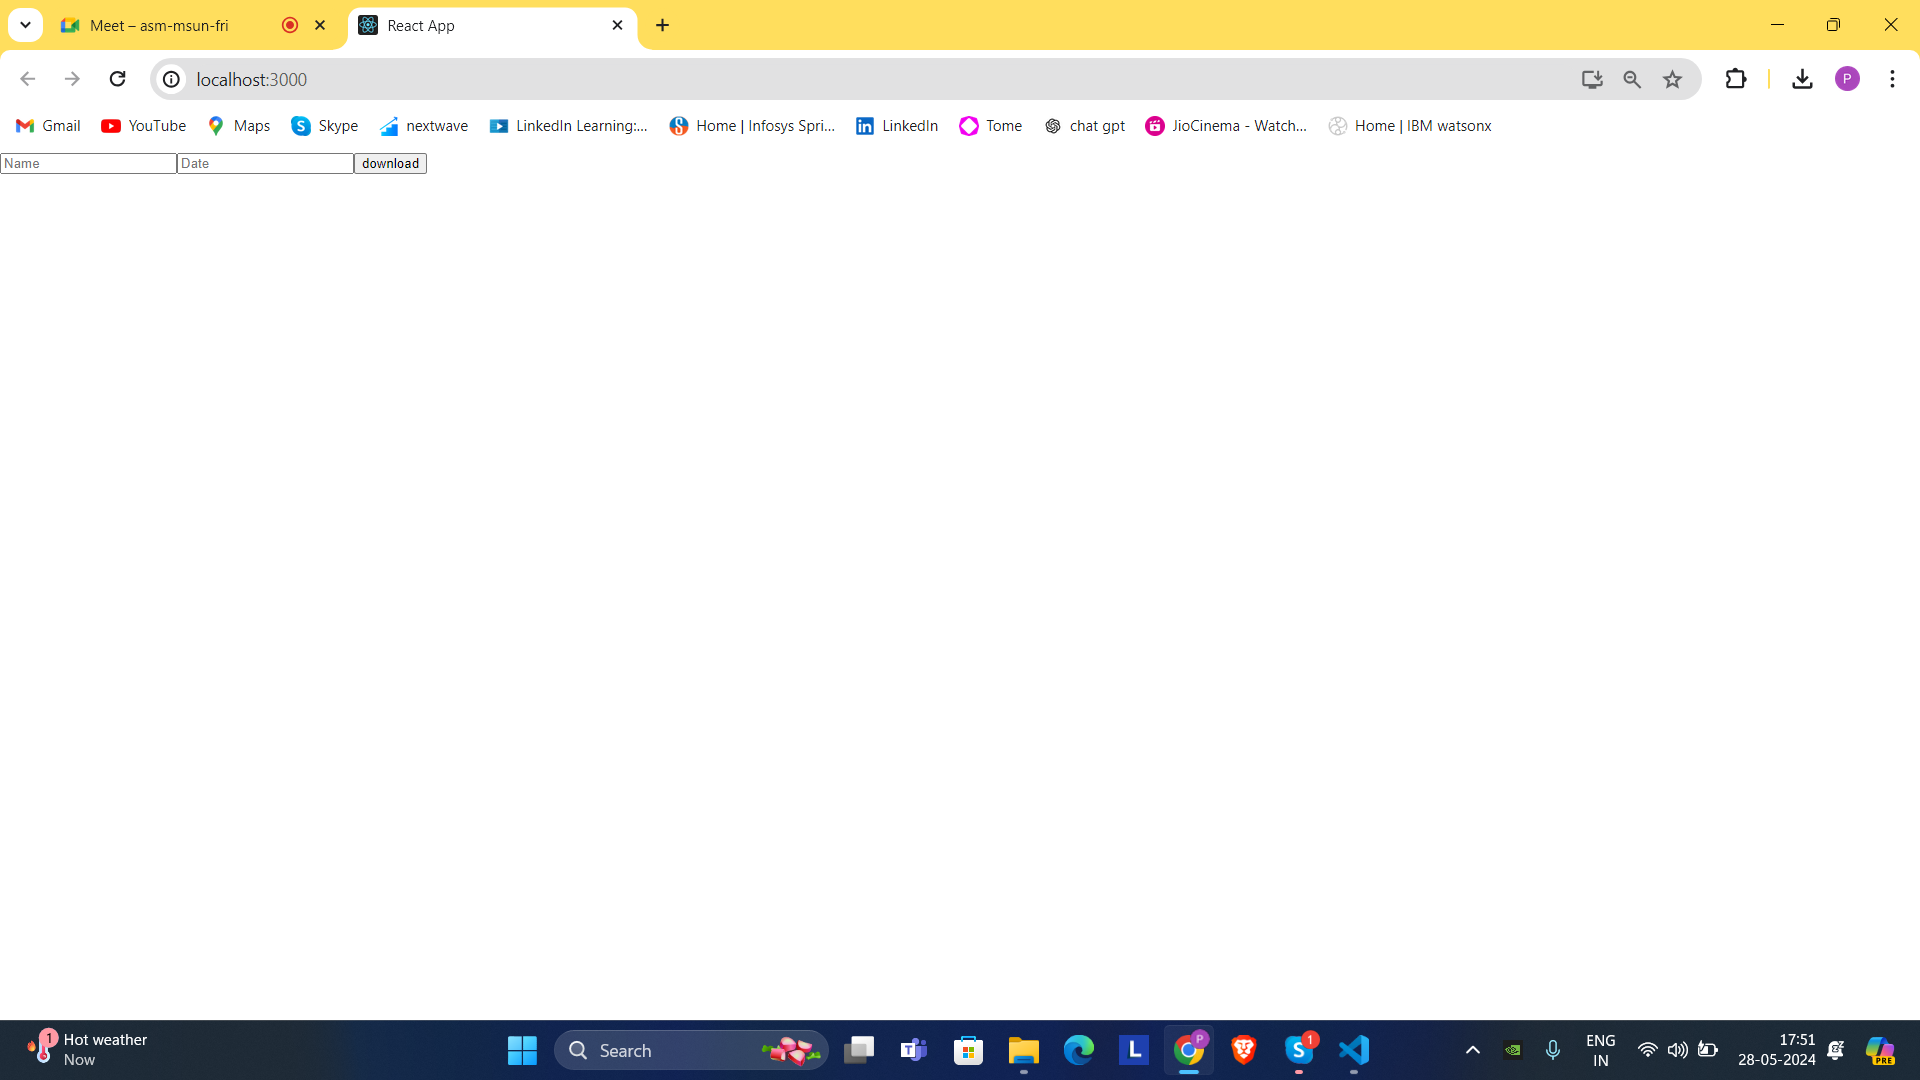 Meet – asm-msun-fri
React App
localhost:3000
P
Gmail
YouTube
Maps
Skype
nextwave
LinkedIn Learning:...
Home | Infosys Spri...
LinkedIn
Tome
chat gpt
JioCinema - Watch...
Home | IBM watsonx
Name
Date
download
1
Hot weather
Now
Search
L
P
1
ENG
IN
17:51
28-05-2024
PRE